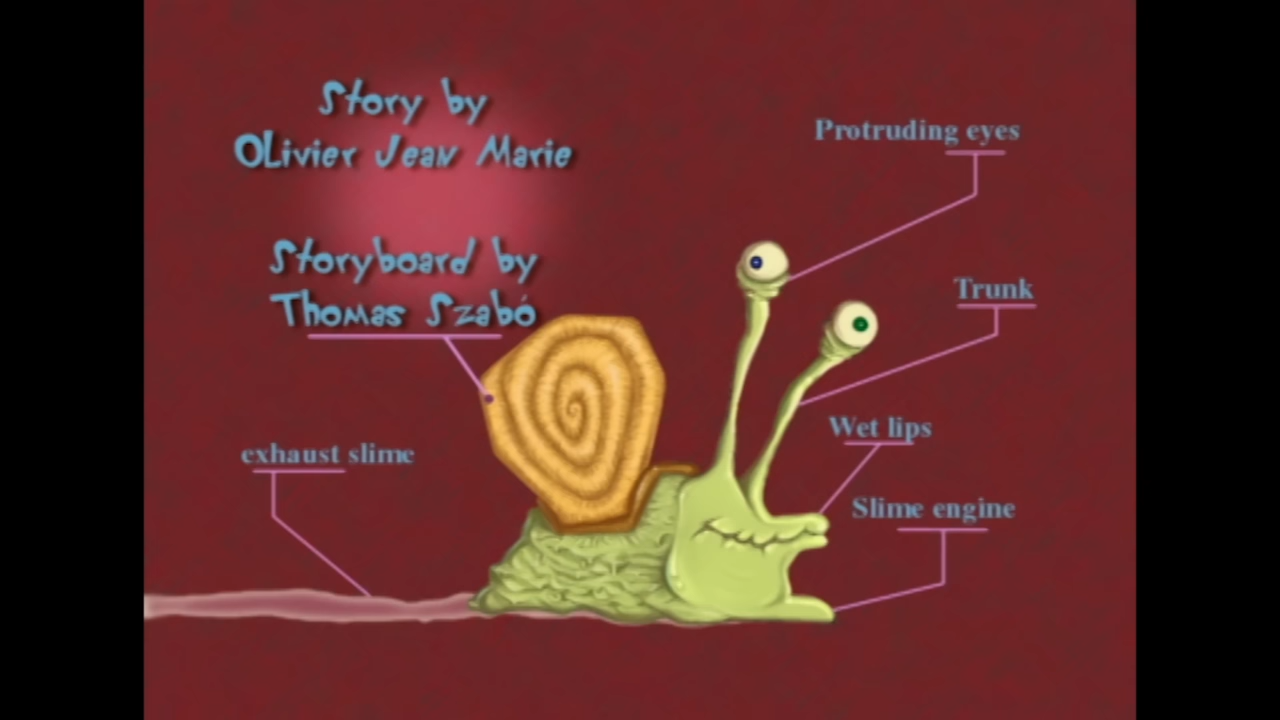 Story by
OLivier Jean Marie
Storyboard by
Thomas Szabó
Protruding eyes
Trunk
Wet lips
exhaust slime
Slime engine